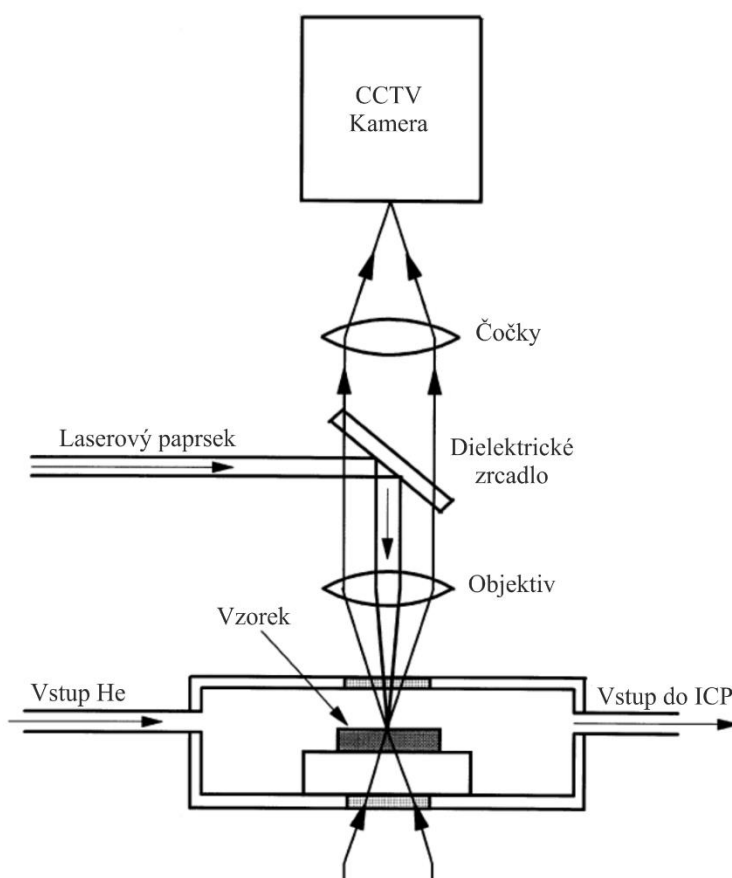 CCTV
Kamera
Čočky
Laserový paprsek
Dielektrické
zrcadlo
Objektiv
Vzorek
Vstup He
Vstup do ICP